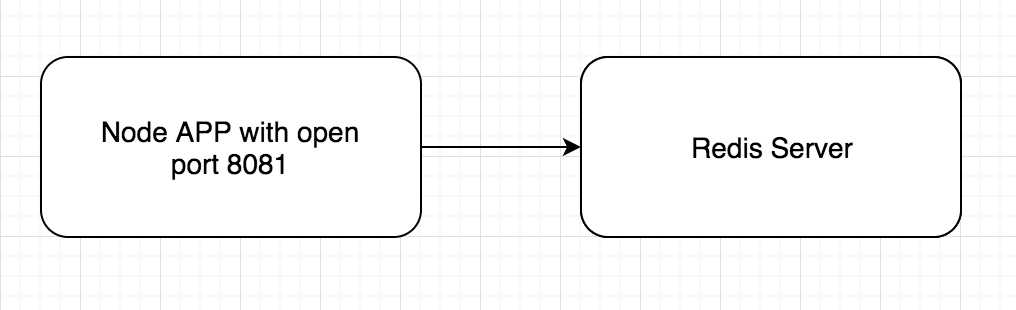 Node APP with open
port 8081
Redis Server